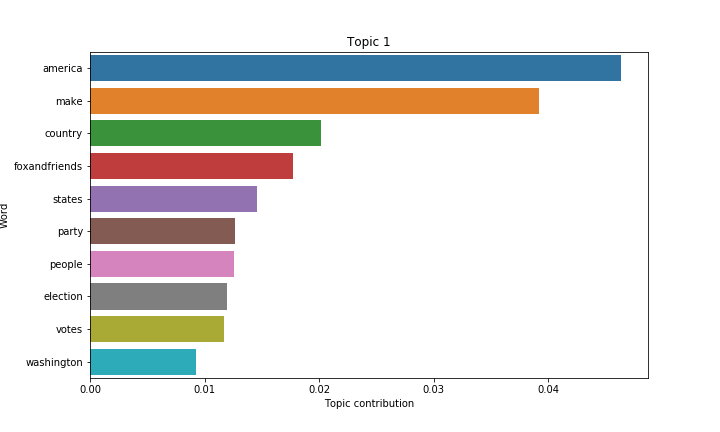 Topic 1
america
make
country
foxandfriends
states
party
people
election
votes
washington
Word
0.00 0.01 0.02 0.03 0.04
Topic contribution